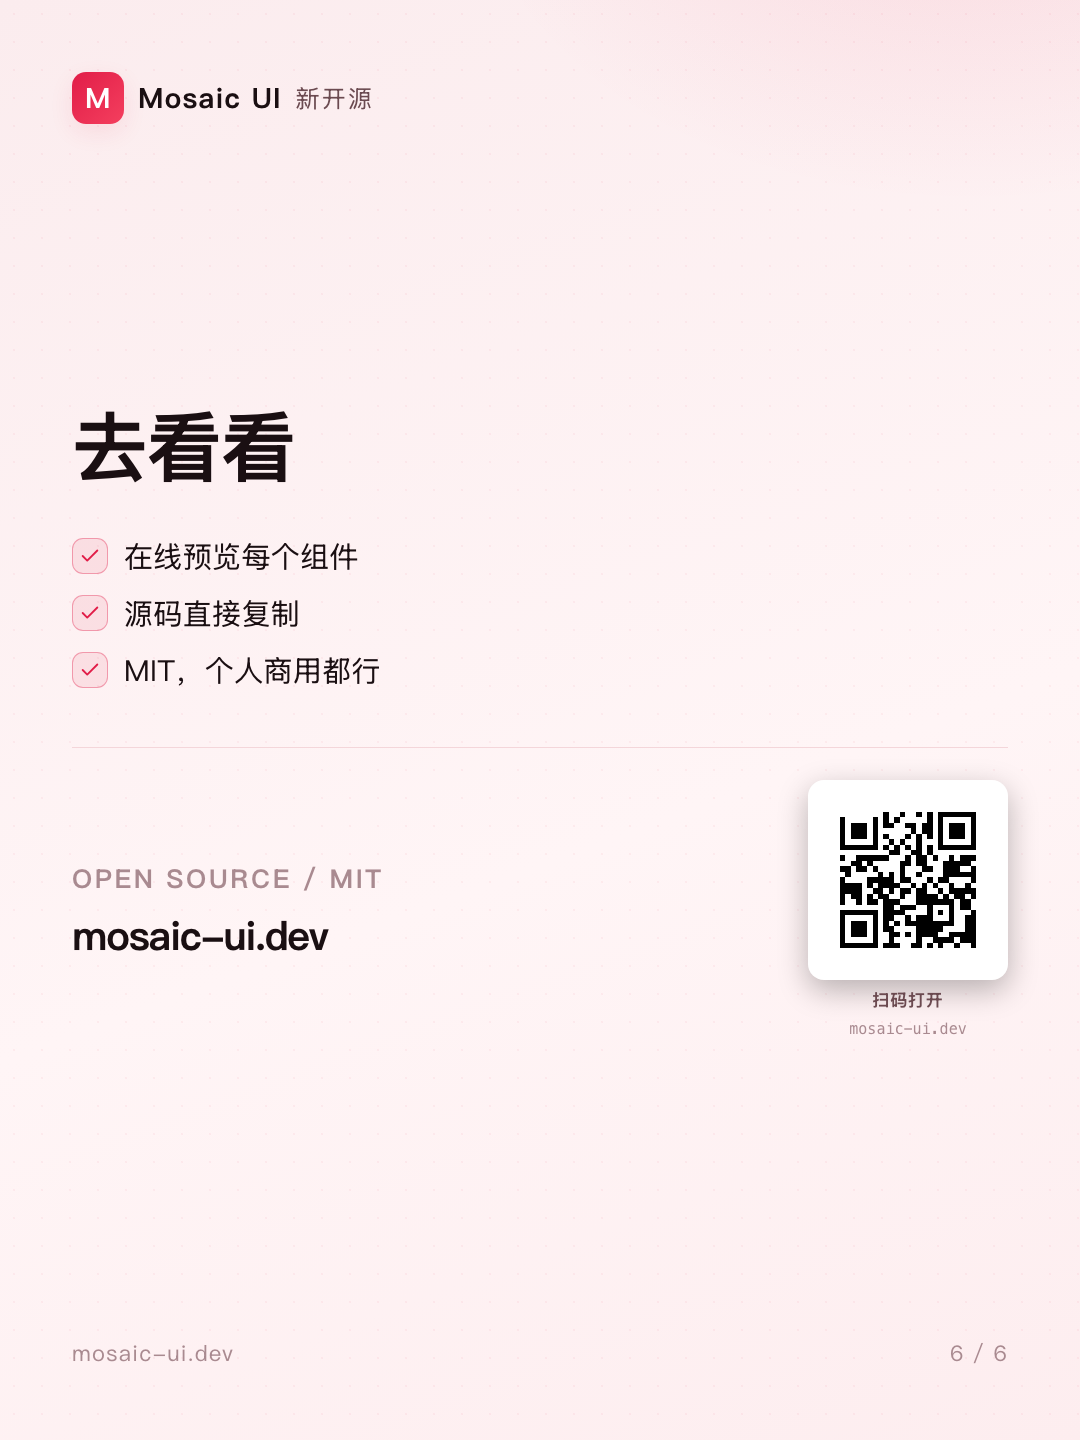 M Mosaic UI 新开源
去看看
在线预览每个组件
源码直接复制
MIT，个人商用都行
OPEN SOURCE / MIT
mosaic-ui.dev
扫码打开
mosaic-ui.dev
mosaic-ui.dev 6 / 6